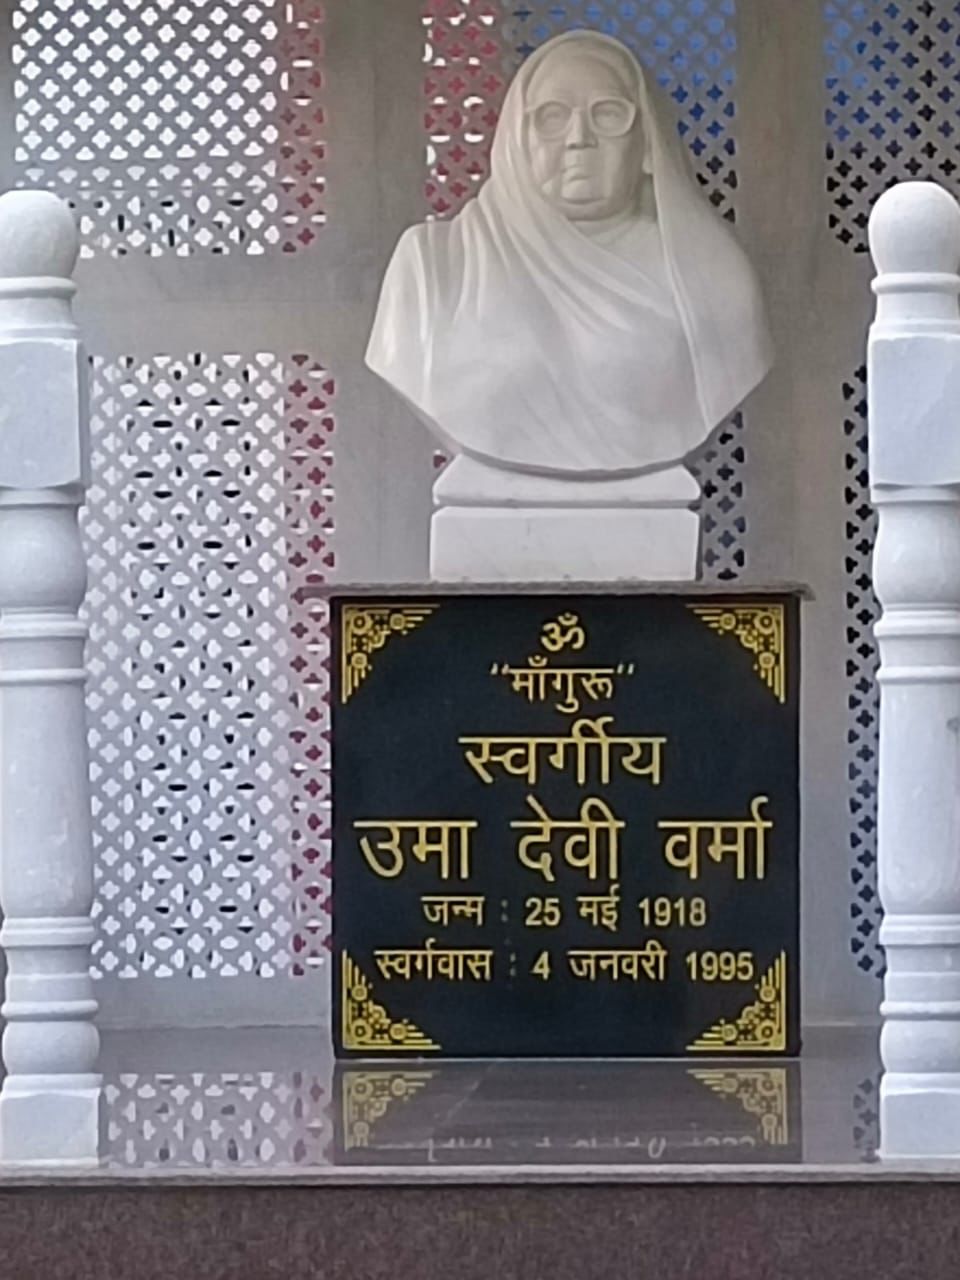 ॐ
"माँगुरू"
स्वर्गीय
उमा देवी वर्मा
जन्म : 25 मई 1918
स्वर्गवास : 4 जनवरी 1995